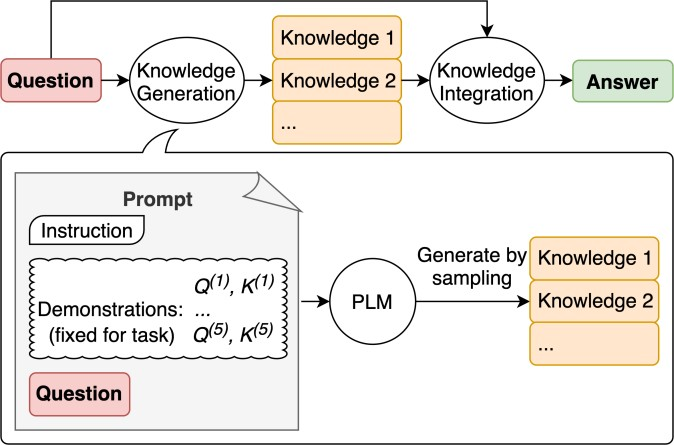 Question
Knowledge
Generation
Knowledge 1
Knowledge 2
...
Knowledge
Integration
Answer
Prompt
Instruction
Q(1), K(1)
Demonstrations: ...
(fixed for task) Q(5), K(5)
Question
PLM
Generate by
sampling
Knowledge 1
Knowledge 2
...